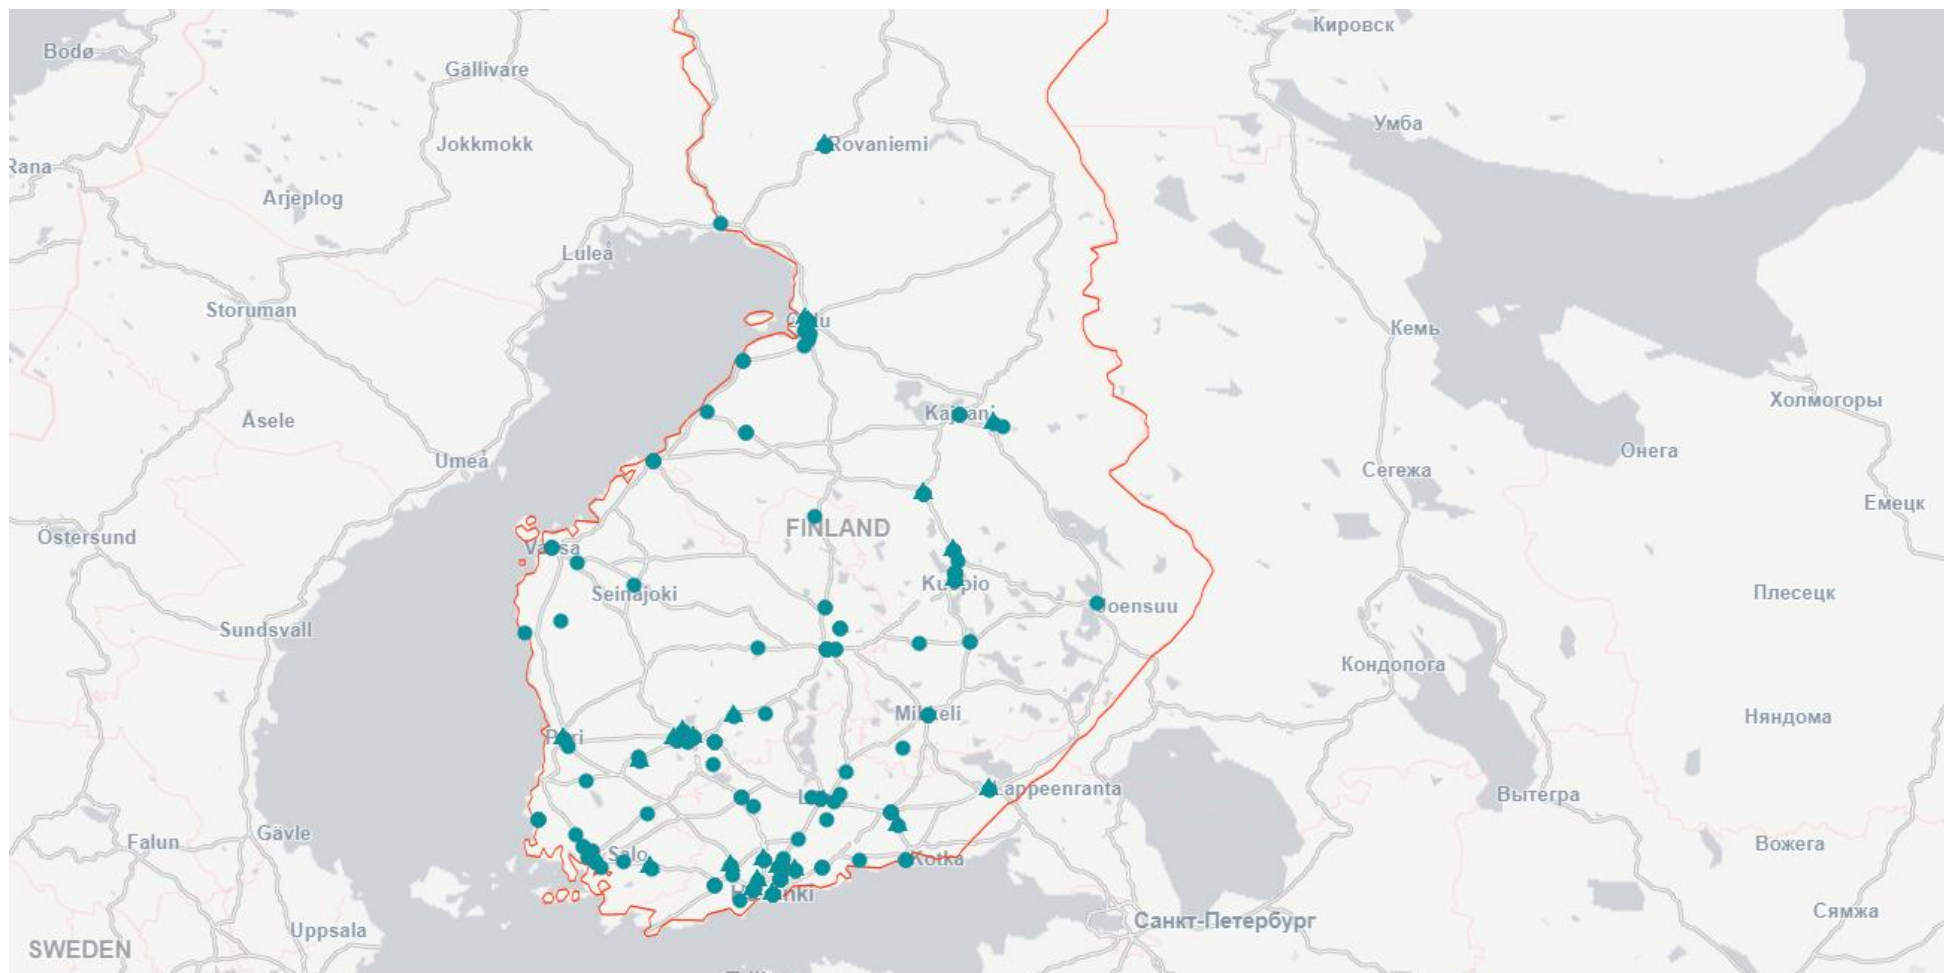 Кировск
Bodø
Gällivare
Умба
Jokkmokk
Rovaniemi
Rana
Arjeplog
Luleå
Storuman
Кемь
Холмогоры
Åsele
Онега
Umeå
Сегежа
Емецк
FINLAND
Östersund
Seinäjoki
Плесецк
Joensuu
Sundsvall
Кондопога
Няндома
Lappeenranta
Вытегра
Gävle
Falun
Вожега
Salo
Kotka
Сямжа
Санкт-Петербург
Uppsala
SWEDEN